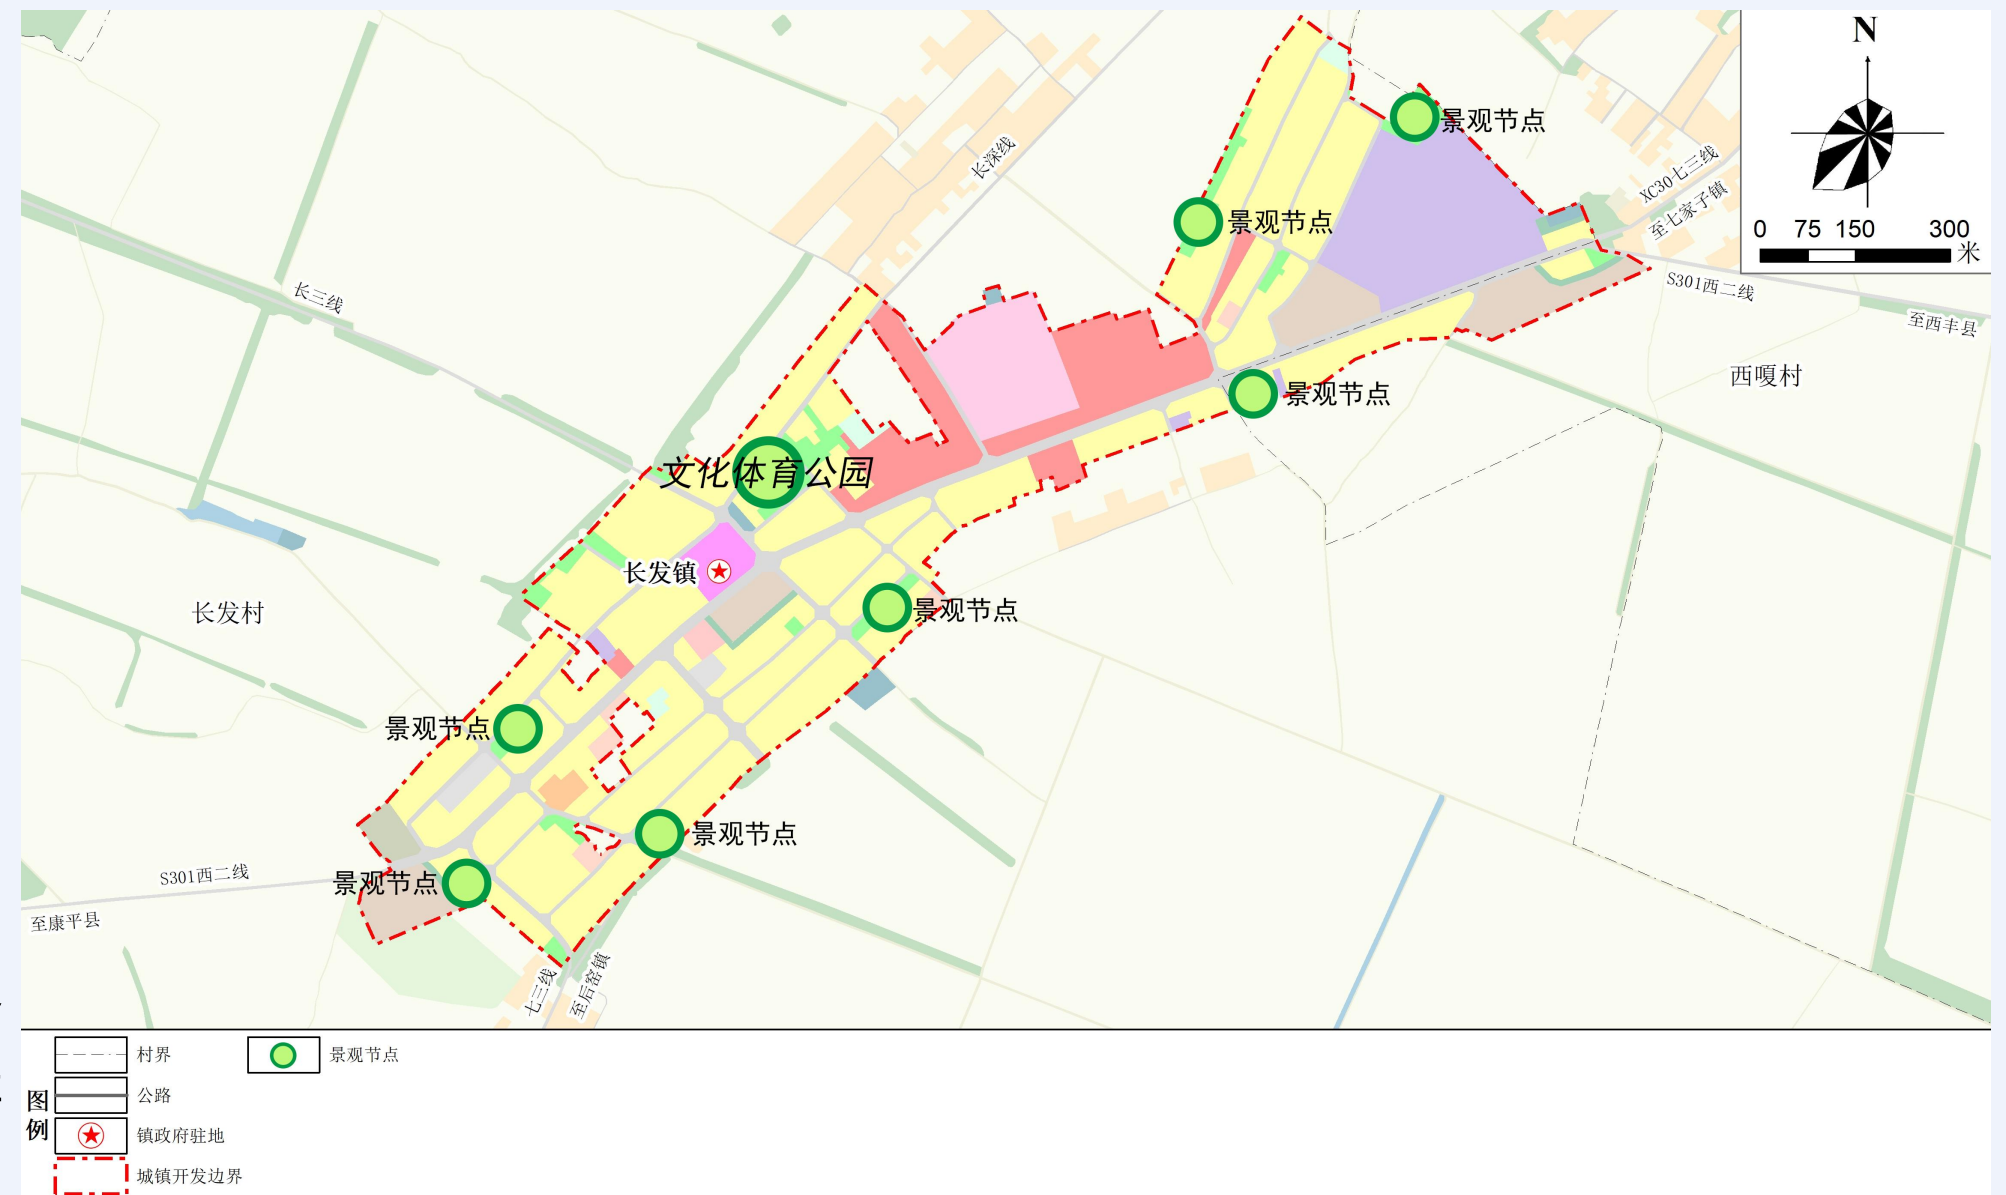 N
0 75 150 300
米
景观节点
长深线
XC30七三线
至七家子镇
景观节点
S301西二线
长三线
至西丰县
西嘎村
景观节点
文化体育公园
长发镇
长发村
景观节点
景观节点
景观节点
S301西二线
景观节点
至康平县
七三线
至后窑镇
图例
村界
景观节点
公路
镇政府驻地
城镇开发边界